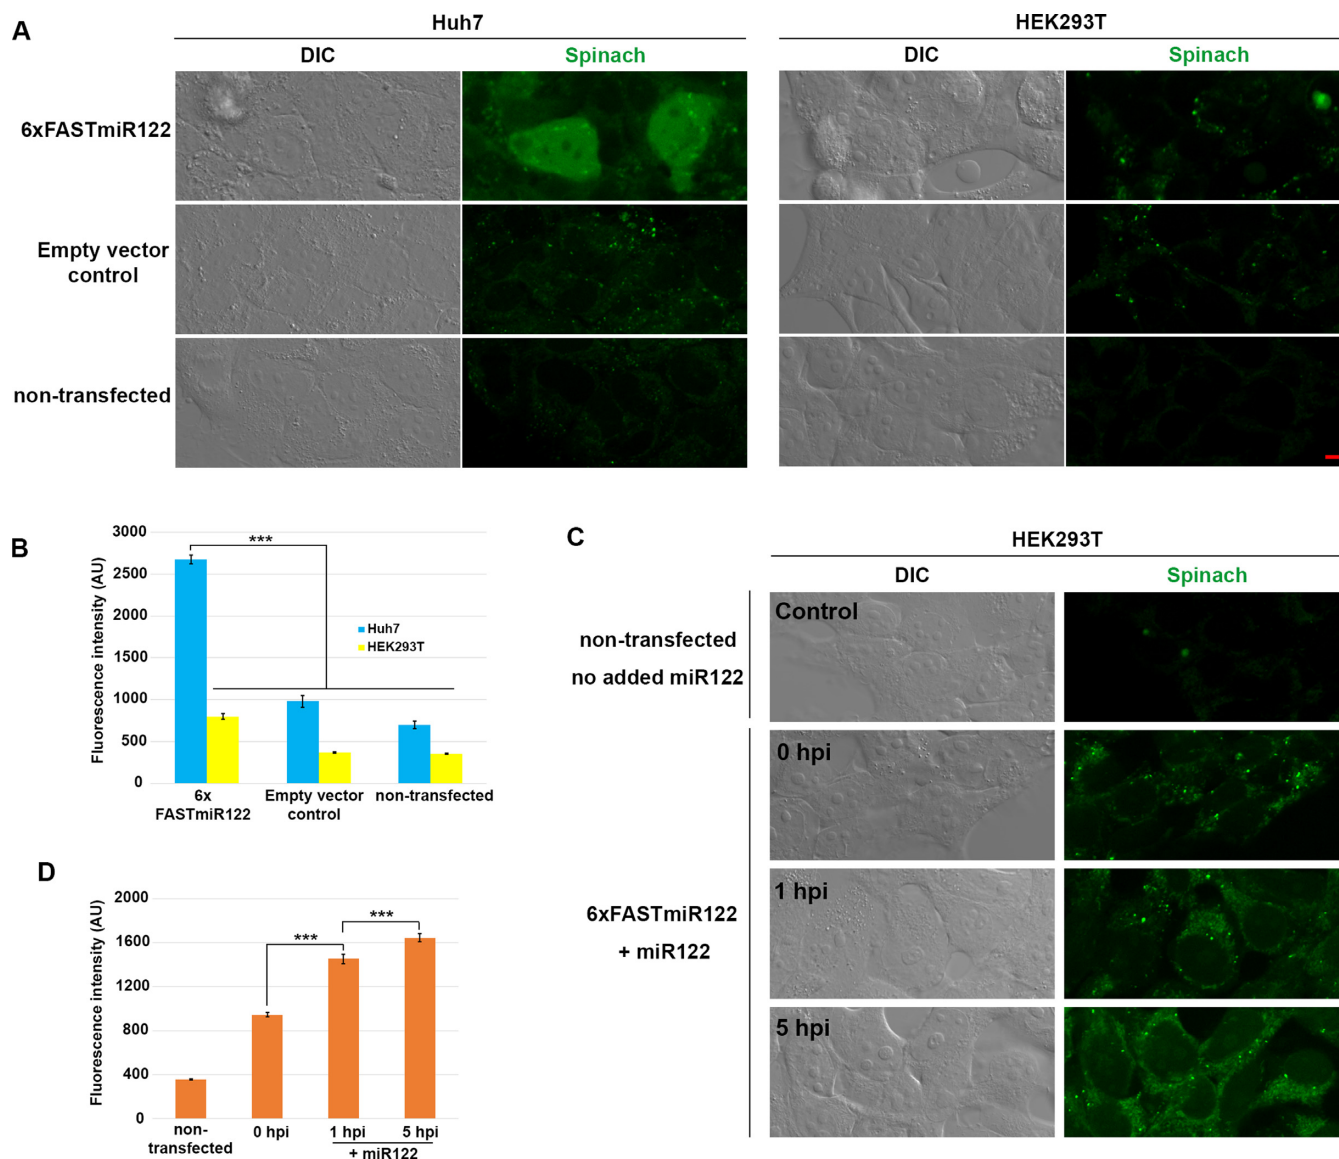 A
Huh7
HEK293T
DIC
Spinach
DIC
Spinach
6xFASTmiR122
Empty vector
control
non-transfected
B
Fluorescence intensity (AU)
3000
2500
2000
1500
1000
500
0
***
Huh7
HEK293T
6x
FASTmiR122
Empty vector
control
non-transfected
C
HEK293T
DIC
Spinach
non-transfected
no added miR122
Control
6xFASTmiR122
+ miR122
0 hpi
1 hpi
5 hpi
D
Fluorescence intensity (AU)
2000
1600
1200
800
400
0
***
***
non-
transfected
0 hpi
1 hpi
5 hpi
+ miR122